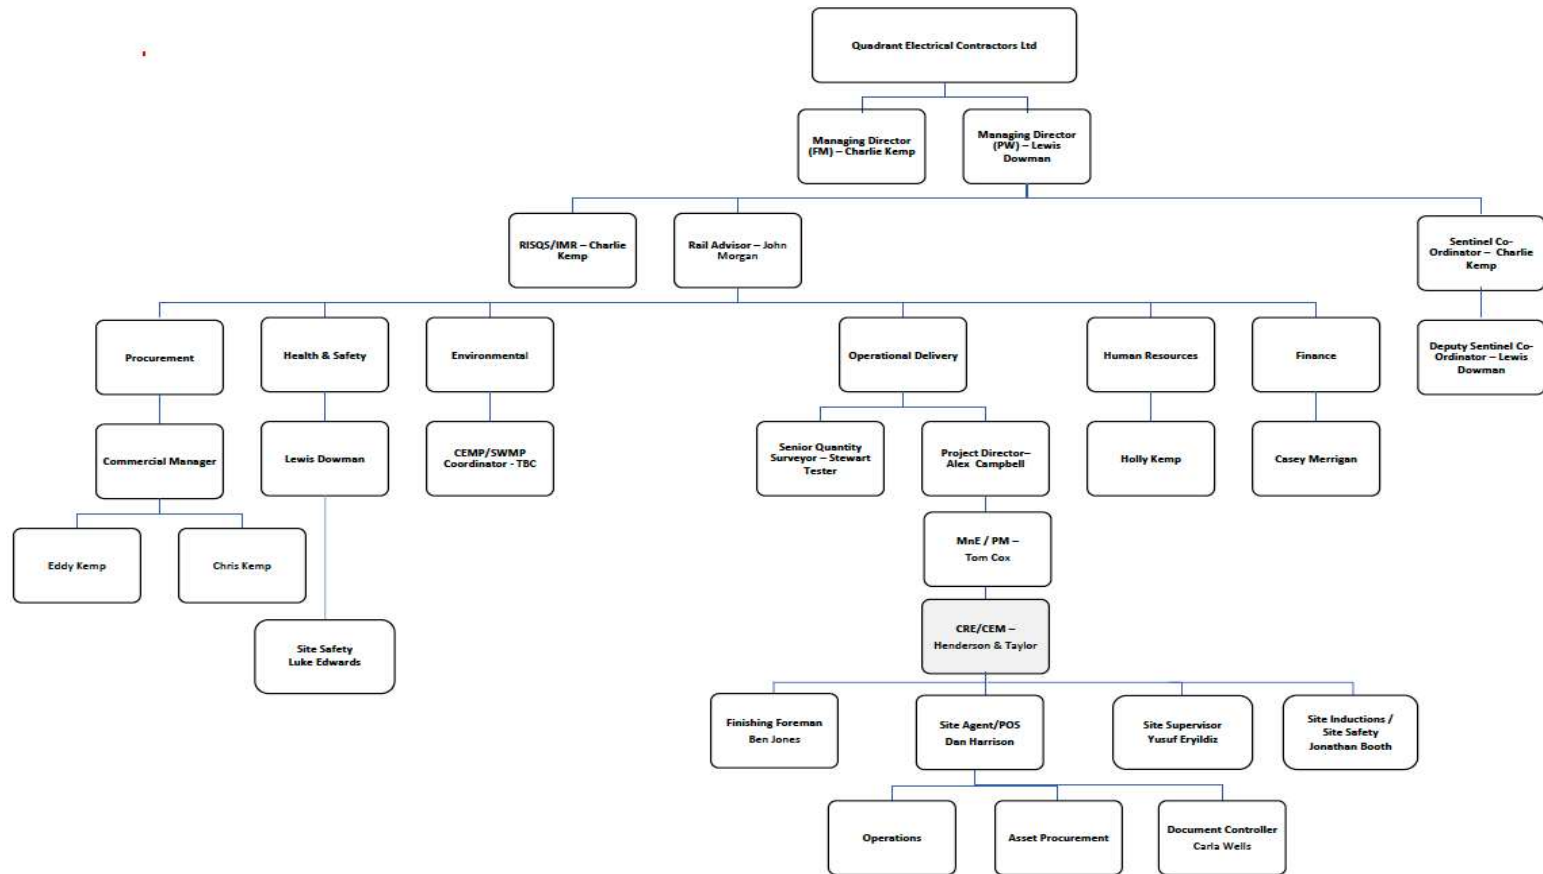 Quadrant Electrical Contractors Ltd
Managing Director
(FM) – Charlie Kemp
Managing Director
(PW) – Lewis
Dowman
RISQS/IMR – Charlie
Kemp
Rail Advisor – John
Morgan
Sentinel Co-
Ordinator – Charlie
Kemp
Procurement
Health & Safety
Environmental
Operational Delivery
Human Resources
Finance
Deputy Sentinel Co-
Ordinator – Lewis
Dowman
Commercial Manager
Lewis Dowman
CEMP/SWMP
Coordinator - TBC
Senior Quantity
Surveyor – Stewart
Tester
Project Director–
Alex Campbell
Holly Kemp
Casey Merrigan
Eddy Kemp
Chris Kemp
MnE / PM –
Tom Cox
Site Safety
Luke Edwards
CRE/CEM –
Henderson & Taylor
Finishing Foreman
Ben Jones
Site Agent/POS
Dan Harrison
Site Supervisor
Yusuf Eryildiz
Site Inductions /
Site Safety
Jonathan Booth
Operations
Asset Procurement
Document Controller
Carla Wells